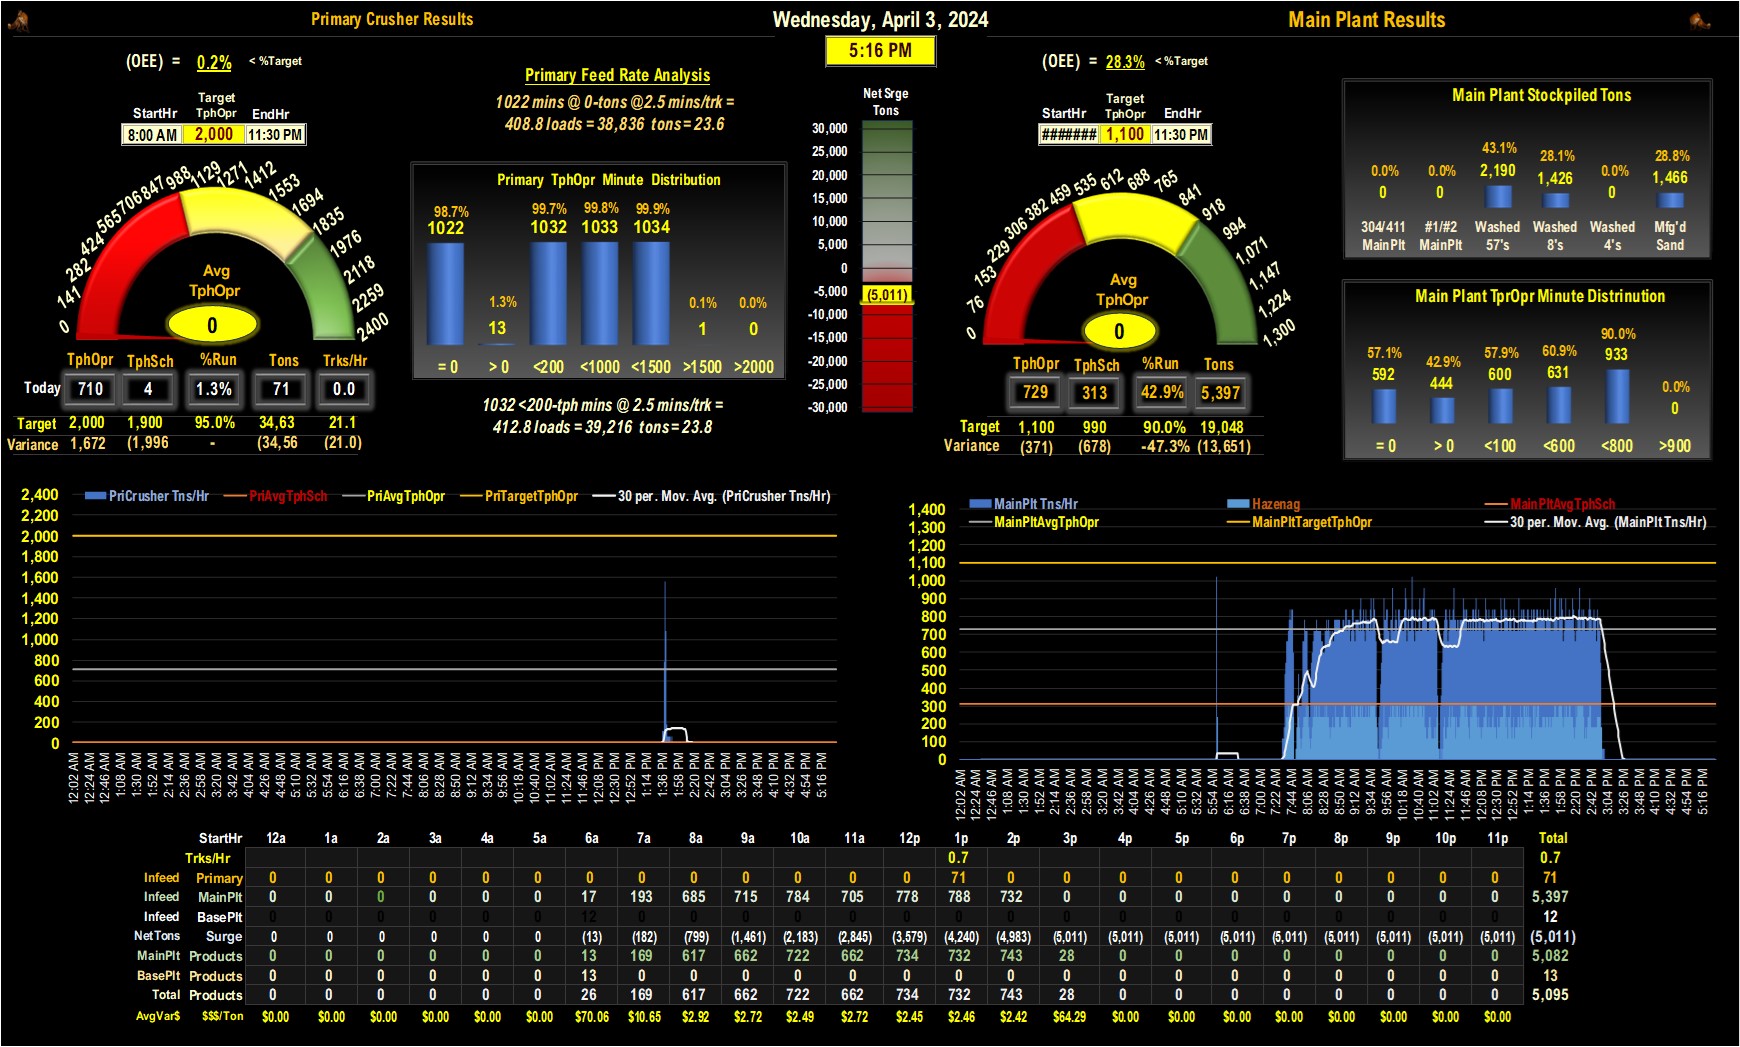 Primary Crusher Results
Wednesday, April 3, 2024
Main Plant Results
5:16 PM
(OEE) = 0.2% < %Target
Target
StartHr TphOpr EndHr
8:00 AM 2,000 11:30 PM
Primary Feed Rate Analysis
1022 mins @ 0-tons @2.5 mins/trk =
408.8 loads = 38,836 tons = 23.6
0 141 282 424 565 706 847 988 1129 1271 1412 1553 1694 1835 1976 2118 2259 2400
Avg
TphOpr
0
TphOpr TphSch %Run Tons Trks/Hr
Today 710 4 1.3% 71 0.0
Target 2,000 1,900 95.0% 34,63 21.1
Variance 1,672 (1,996 - (34,56 (21.0)
Primary TphOpr Minute Distribution
98.7% 1.3% 99.7% 99.8% 99.9% 0.1% 0.0%
1022 13 1032 1033 1034 1 0
= 0 > 0 <200 <1000 <1500 >1500 >2000
1032 <200-tph mins @ 2.5 mins/trk =
412.8 loads = 39,216 tons = 23.8
Net Srge
Tons
30,000
25,000
20,000
15,000
10,000
5,000
0
-5,000
(5,011)
-10,000
-15,000
-20,000
-25,000
-30,000
(OEE) = 28.3% < %Target
Target
StartHr TphOpr EndHr
####### 1,100 11:30 PM
0 76 153 229 306 382 459 535 612 688 765 841 918 994 1,071 1,147 1,224 1,300
Avg
TphOpr
0
TphOpr TphSch %Run Tons
729 313 42.9% 5,397
Target 1,100 990 90.0% 19,048
Variance (371) (678) -47.3% (13,651)
Main Plant Stockpiled Tons
0.0% 0.0% 43.1% 28.1% 0.0% 28.8%
0 0 2,190 1,426 0 1,466
304/411 #1/#2 Washed Washed Washed Mfg'd
MainPlt MainPlt 57's 8's 4's Sand
Main Plant TprOpr Minute Distrinution
57.1% 42.9% 57.9% 60.9% 90.0% 0.0%
592 444 600 631 933 0
= 0 > 0 <100 <600 <800 >900
PriCrusher Tns/Hr PriAvgTphSch PriAvgTphOpr PriTargetTphOpr 30 per. Mov. Avg. (PriCrusher Tns/Hr)
2,400
2,200
2,000
1,800
1,600
1,400
1,200
1,000
800
600
400
200
0
12:02 AM 12:24 AM 12:46 AM 1:08 AM 1:30 AM 1:52 AM 2:14 AM 2:36 AM 2:58 AM 3:20 AM 3:42 AM 4:04 AM 4:26 AM 4:48 AM 5:10 AM 5:32 AM 5:54 AM 6:16 AM 6:38 AM 7:00 AM 7:22 AM 7:44 AM 8:06 AM 8:28 AM 8:50 AM 9:12 AM 9:34 AM 9:56 AM 10:18 AM 10:40 AM 11:02 AM 11:24 AM 11:46 AM 12:08 PM 12:30 PM 12:52 PM 1:14 PM 1:36 PM 1:58 PM 2:20 PM 2:42 PM 3:04 PM 3:26 PM 3:48 PM 4:10 PM 4:32 PM 4:54 PM 5:16 PM
MainPlt Tns/Hr Hazenag MainPltAvgTphSch
MainPltAvgTphOpr MainPltTargetTphOpr 30 per. Mov. Avg. (MainPlt Tns/Hr)
1,400
1,300
1,200
1,100
1,000
900
800
700
600
500
400
300
200
100
0
12:02 AM 12:24 AM 12:46 AM 1:08 AM 1:30 AM 1:52 AM 2:14 AM 2:36 AM 2:58 AM 3:20 AM 3:42 AM 4:04 AM 4:26 AM 4:48 AM 5:10 AM 5:32 AM 5:54 AM 6:16 AM 6:38 AM 7:00 AM 7:22 AM 7:44 AM 8:06 AM 8:28 AM 8:50 AM 9:12 AM 9:34 AM 9:56 AM 10:18 AM 10:40 AM 11:02 AM 11:24 AM 11:46 AM 12:08 PM 12:30 PM 12:52 PM 1:14 PM 1:36 PM 1:58 PM 2:20 PM 2:42 PM 3:04 PM 3:26 PM 3:48 PM 4:10 PM 4:32 PM 4:54 PM 5:16 PM
StartHr 12a 1a 2a 3a 4a 5a 6a 7a 8a 9a 10a 11a 12p 1p 2p 3p 4p 5p 6p 7p 8p 9p 10p 11p Total
Trks/Hr 0.7 0.7
Infeed Primary 0 0 0 0 0 0 0 0 0 0 0 0 0 71 0 0 0 0 0 0 0 0 0 0 71
Infeed MainPlt 0 0 0 0 0 0 17 193 685 715 784 705 778 788 732 5,397
Infeed BasePlt 0 0 0 0 0 0 12 0 0 0 0 0 0 0 0 0 0 0 0 0 0 0 0 0 12
NetTons Surge 0 0 0 0 0 0 (13) (182) (799) (1,461) (2,183) (2,845) (3,579) (4,240) (4,983) (5,011) (5,011) (5,011) (5,011) (5,011) (5,011) (5,011) (5,011) (5,011) (5,011)
MainPlt Products 0 0 0 0 0 0 13 169 617 662 722 662 734 732 743 28 0 0 0 0 0 0 0 0 5,082
BasePlt Products 0 0 0 0 0 0 13 0 0 0 0 0 0 0 0 0 0 0 0 0 0 0 0 0 13
Total Products 0 0 0 0 0 0 26 169 617 662 722 662 734 732 743 28 0 0 0 0 0 0 0 0 5,095
AvgVar$ $$$/Ton $0.00 $0.00 $0.00 $0.00 $0.00 $0.00 $70.06 $10.65 $2.92 $2.72 $2.49 $2.72 $2.45 $2.46 $2.42 $64.29 $0.00 $0.00 $0.00 $0.00 $0.00 $0.00 $0.00 $0.00